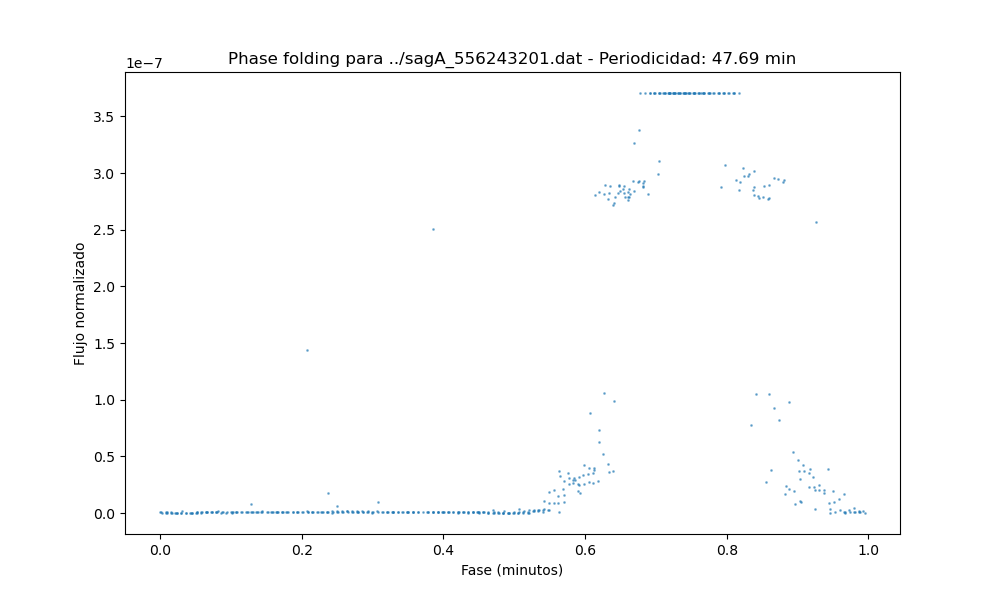 Phase folding para ../sagA_556243201.dat - Periodicidad: 47.69 min
1e−7
3.5
3.0
2.5
2.0
1.5
1.0
0.5
0.0
Flujo normalizado
0.0 0.2 0.4 0.6 0.8 1.0
Fase (minutos)